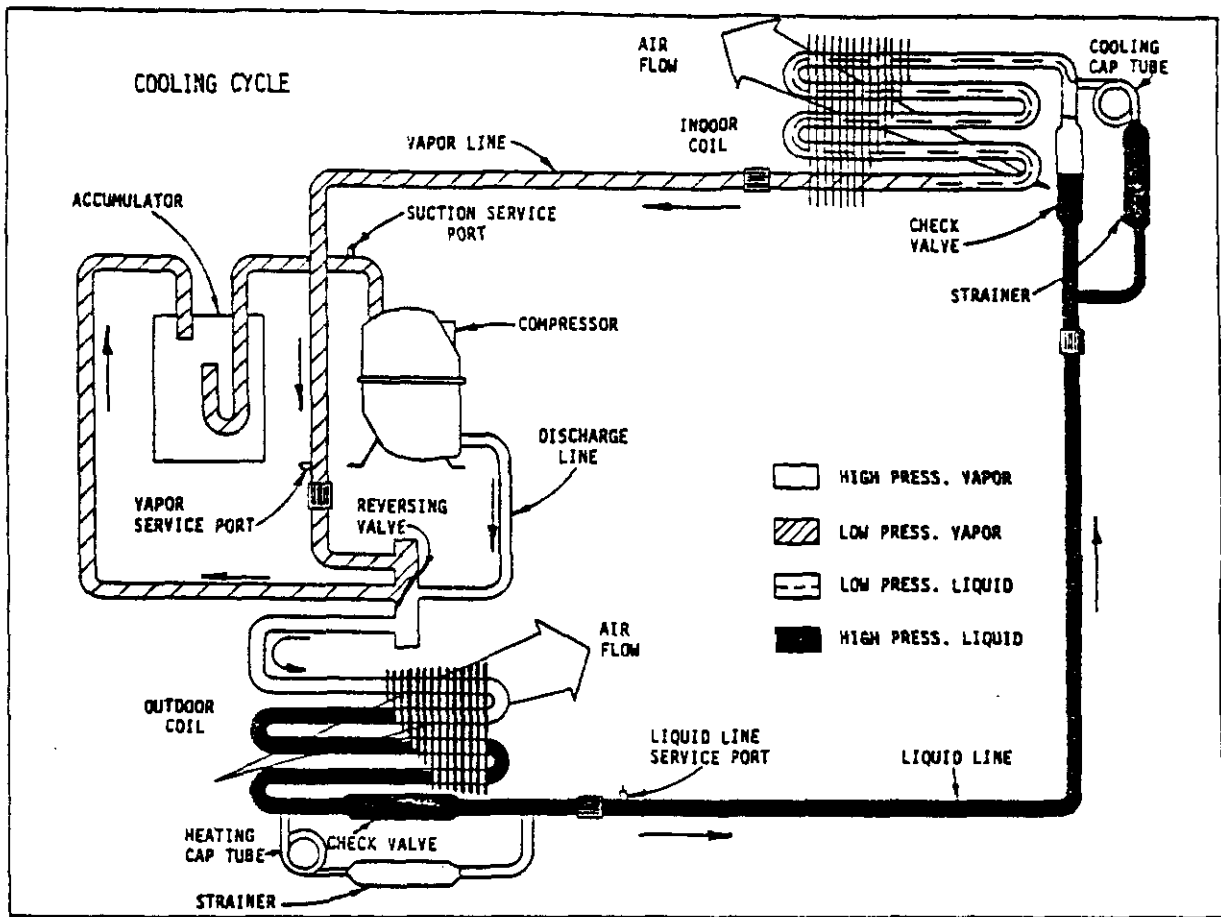 COOLING CYCLE
AIR
FLOW
COOLING
CAP TUBE
INDOOR
COIL
VAPOR LINE
ACCUMULATOR
SUCTION SERVICE
PORT
CHECK
VALVE
STRAINER
COMPRESSOR
DISCHARGE
LINE
VAPOR
SERVICE PORT
REVERSING
VALVE
HIGH PRESS. VAPOR
LOW PRESS. VAPOR
LOW PRESS. LIQUID
HIGH PRESS. LIQUID
AIR
FLOW
OUTDOOR
COIL
LIQUID LINE
SERVICE PORT
LIQUID LINE
HEATING
CAP TUBE
CHECK VALVE
STRAINER